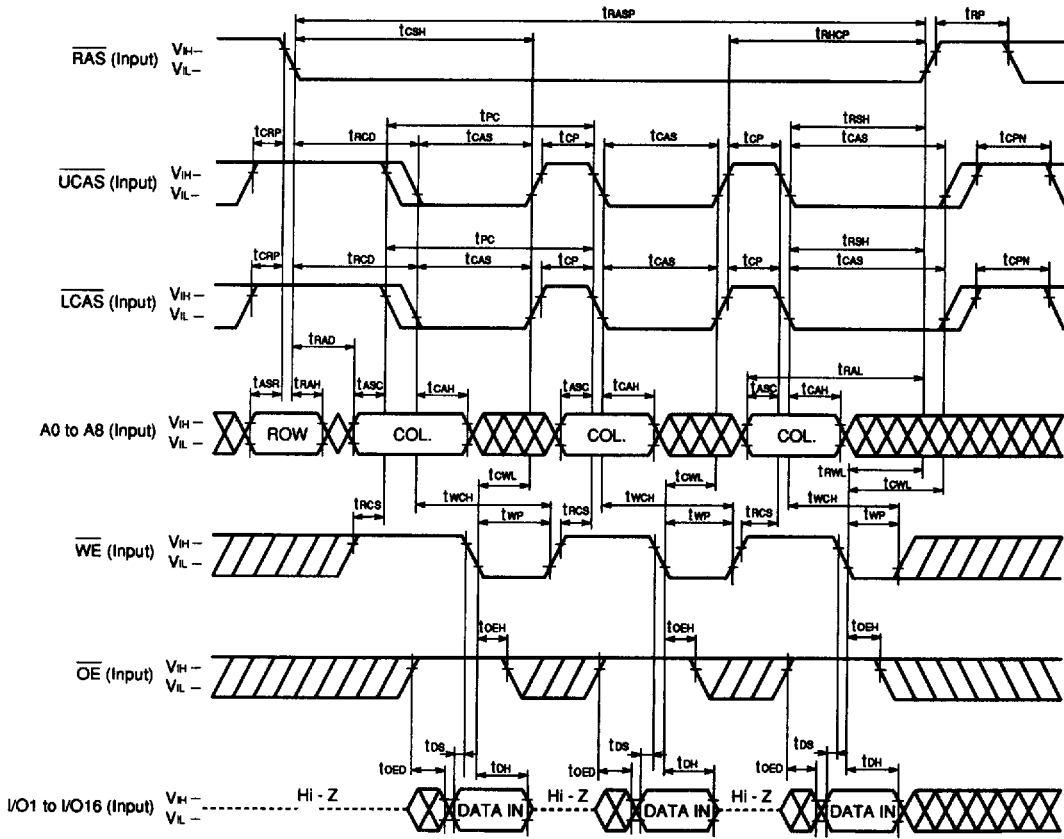 tRASP
tCSH tRHCP tRP
RAS (Input) VIH VIL
tPC tRSH
tCRP tRCD tCAS tCP tCAS tCP tCAS tCPN
UCAS (Input) VIH VIL
tPC tRSH
tCRP tRCD tCAS tCP tCAS tCP tCAS tCPN
LCAS (Input) VIH VIL
tRAD tRAL
tASR tRAH tASC tCAH tASC tCAH tASC tCAH
A0 to A8 (Input) VIH VIL ROW COL. COL. COL.
tCWL tCWL tRWL tCWL
tRCS tWCH tWP tRCS tWCH tWP tRCS tWCH tWP
WE (Input) VIH VIL
tOEH tOEH tOEH
OE (Input) VIH VIL
tDS tDS tDS
tOED tDH tOED tDH tOED tDH
I/O1 to I/O16 (Input) VIH VIL Hi - Z DATA IN Hi - Z DATA IN Hi - Z DATA IN